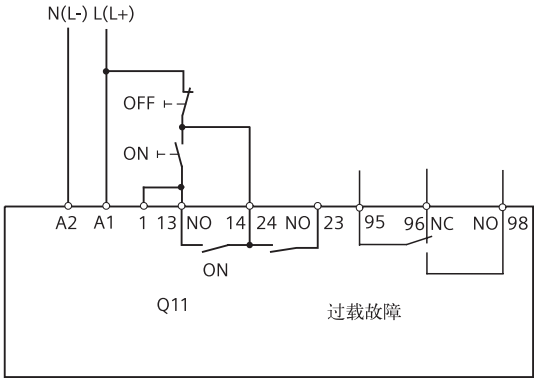 N(L-) L(L+)
OFF
ON
A2 A1 1 13 NO 14 24 NO 23 95 96 NC NO 98
ON
Q11 过载故障